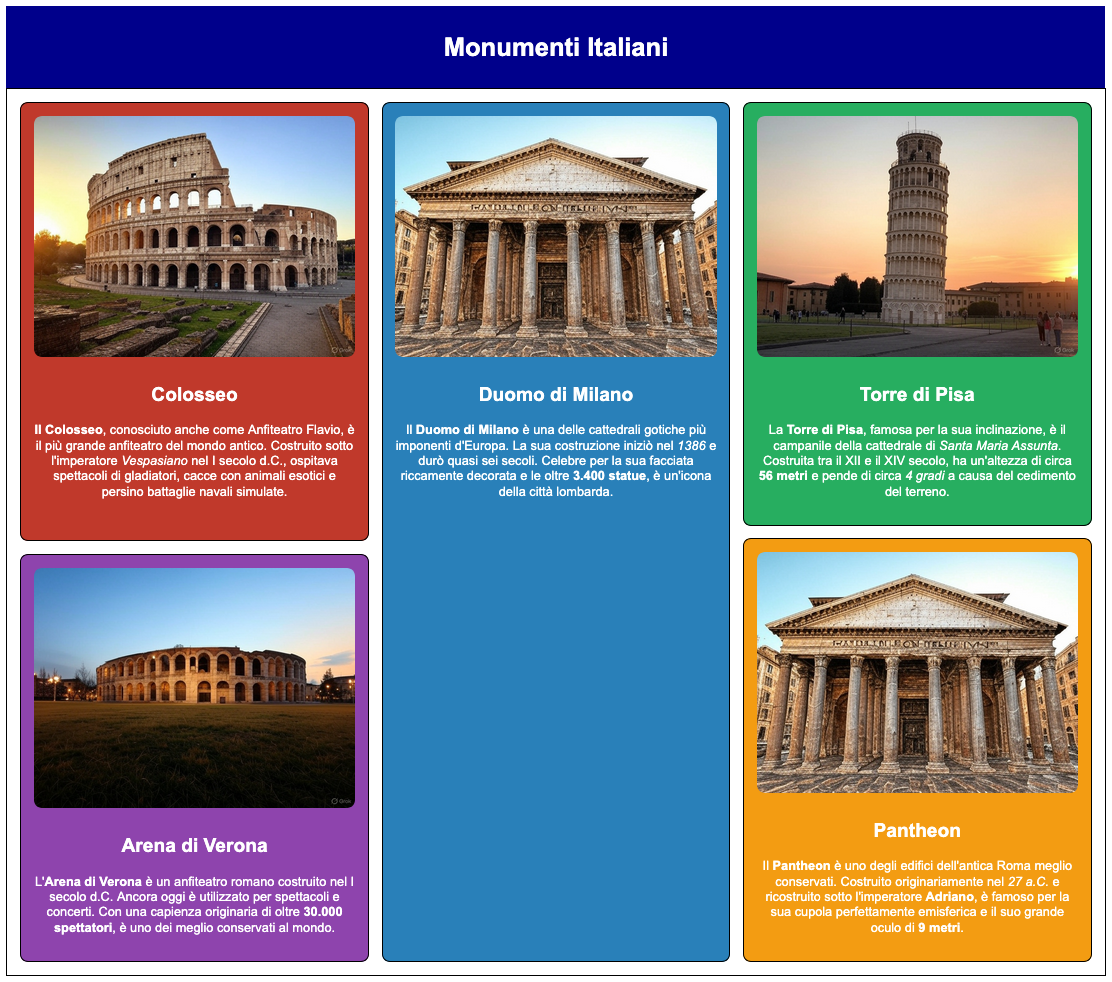 Monumenti Italiani
Colosseo
Il Colosseo, conosciuto anche come Anfiteatro Flavio, è
il più grande anfiteatro del mondo antico. Costruito sotto
l'imperatore Vespasiano nel I secolo d.C., ospitava
spettacoli di gladiatori, cacce con animali esotici e
persino battaglie navali simulate.
Duomo di Milano
Il Duomo di Milano è una delle cattedrali gotiche più
imponenti d'Europa. La sua costruzione iniziò nel 1386 e
durò quasi sei secoli. Celebre per la sua facciata
riccamente decorata e le oltre 3.400 statue, è un'icona
della città lombarda.
Torre di Pisa
La Torre di Pisa, famosa per la sua inclinazione, è il
campanile della cattedrale di Santa Maria Assunta.
Costruita tra il XII e il XIV secolo, ha un'altezza di circa
56 metri e pende di circa 4 gradi a causa del cedimento
del terreno.
Arena di Verona
L'Arena di Verona è un anfiteatro romano costruito nel I
secolo d.C. Ancora oggi è utilizzato per spettacoli e
concerti. Con una capienza originaria di oltre 30.000
spettatori, è uno dei meglio conservati al mondo.
Pantheon
Il Pantheon è uno degli edifici dell'antica Roma meglio
conservati. Costruito originariamente nel 27 a.C. e
ricostruito sotto l'imperatore Adriano, è famoso per la
sua cupola perfettamente emisferica e il suo grande
oculo di 9 metri.